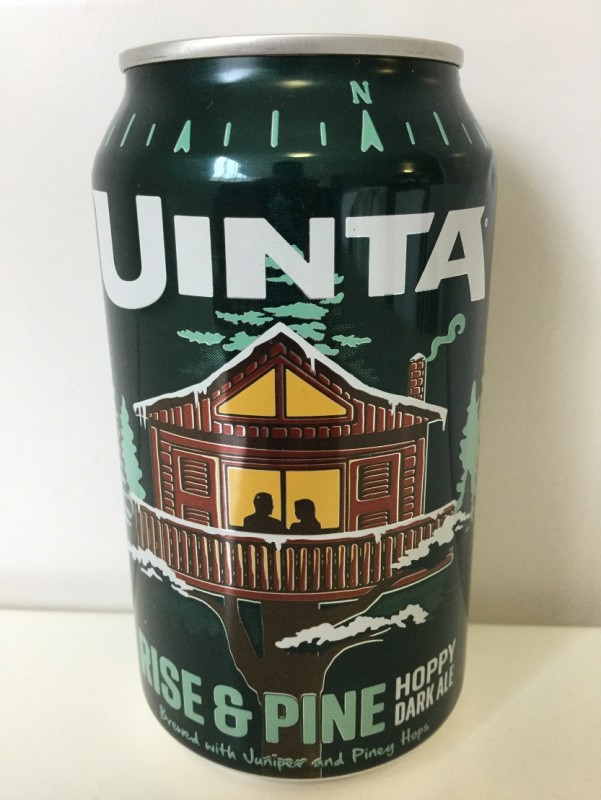 N
UINTA
RISE & PINE
HOPPY
DARK ALE
Brewed with Juniper and Piney Hops